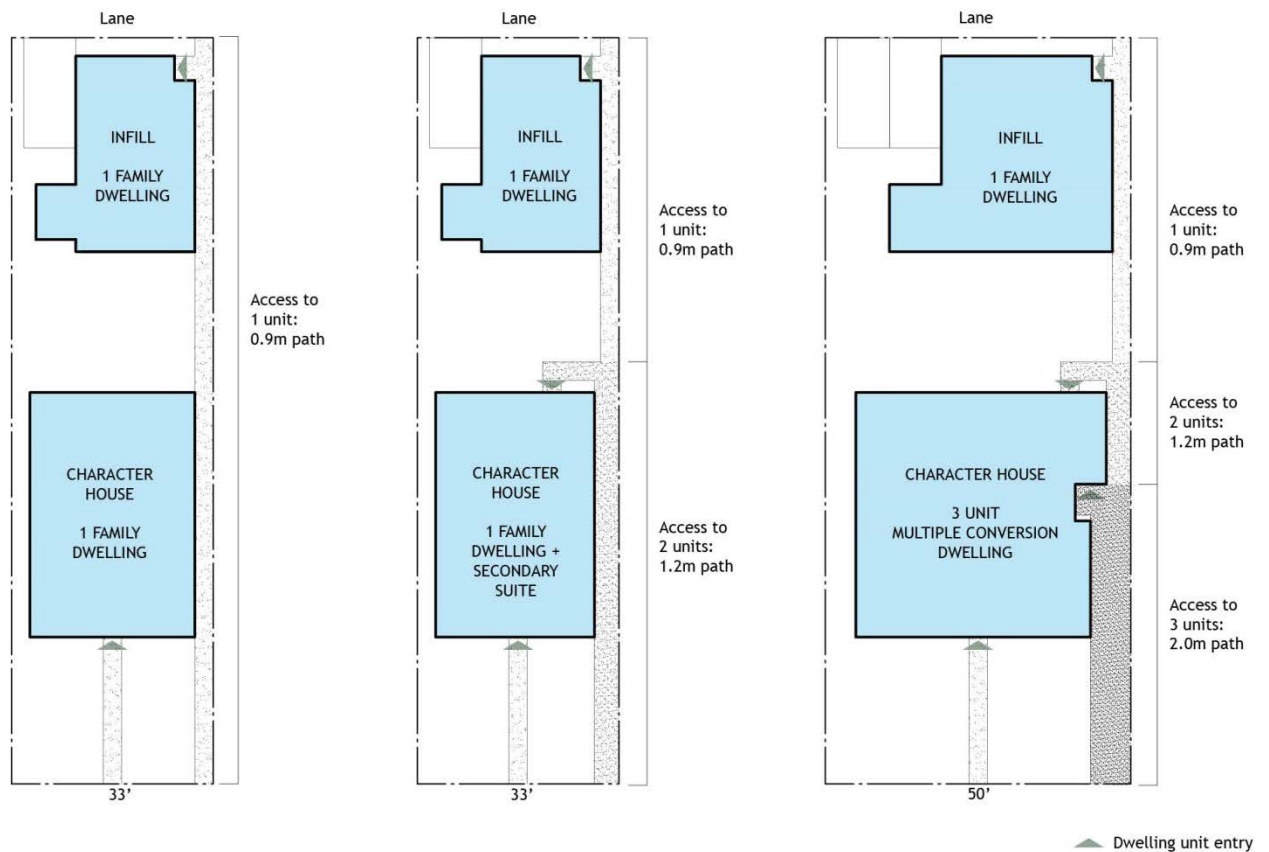 Lane
INFILL
1 FAMILY
DWELLING
Access to
1 unit:
0.9m path
CHARACTER
HOUSE
1 FAMILY
DWELLING
33'
Lane
INFILL
1 FAMILY
DWELLING
Access to
1 unit:
0.9m path
CHARACTER
HOUSE
1 FAMILY
DWELLING +
SECONDARY
SUITE
Access to
2 units:
1.2m path
33'
Lane
INFILL
1 FAMILY
DWELLING
Access to
1 unit:
0.9m path
Access to
2 units:
1.2m path
CHARACTER HOUSE
3 UNIT
MULTIPLE CONVERSION
DWELLING
Access to
3 units:
2.0m path
50'
Dwelling unit entry